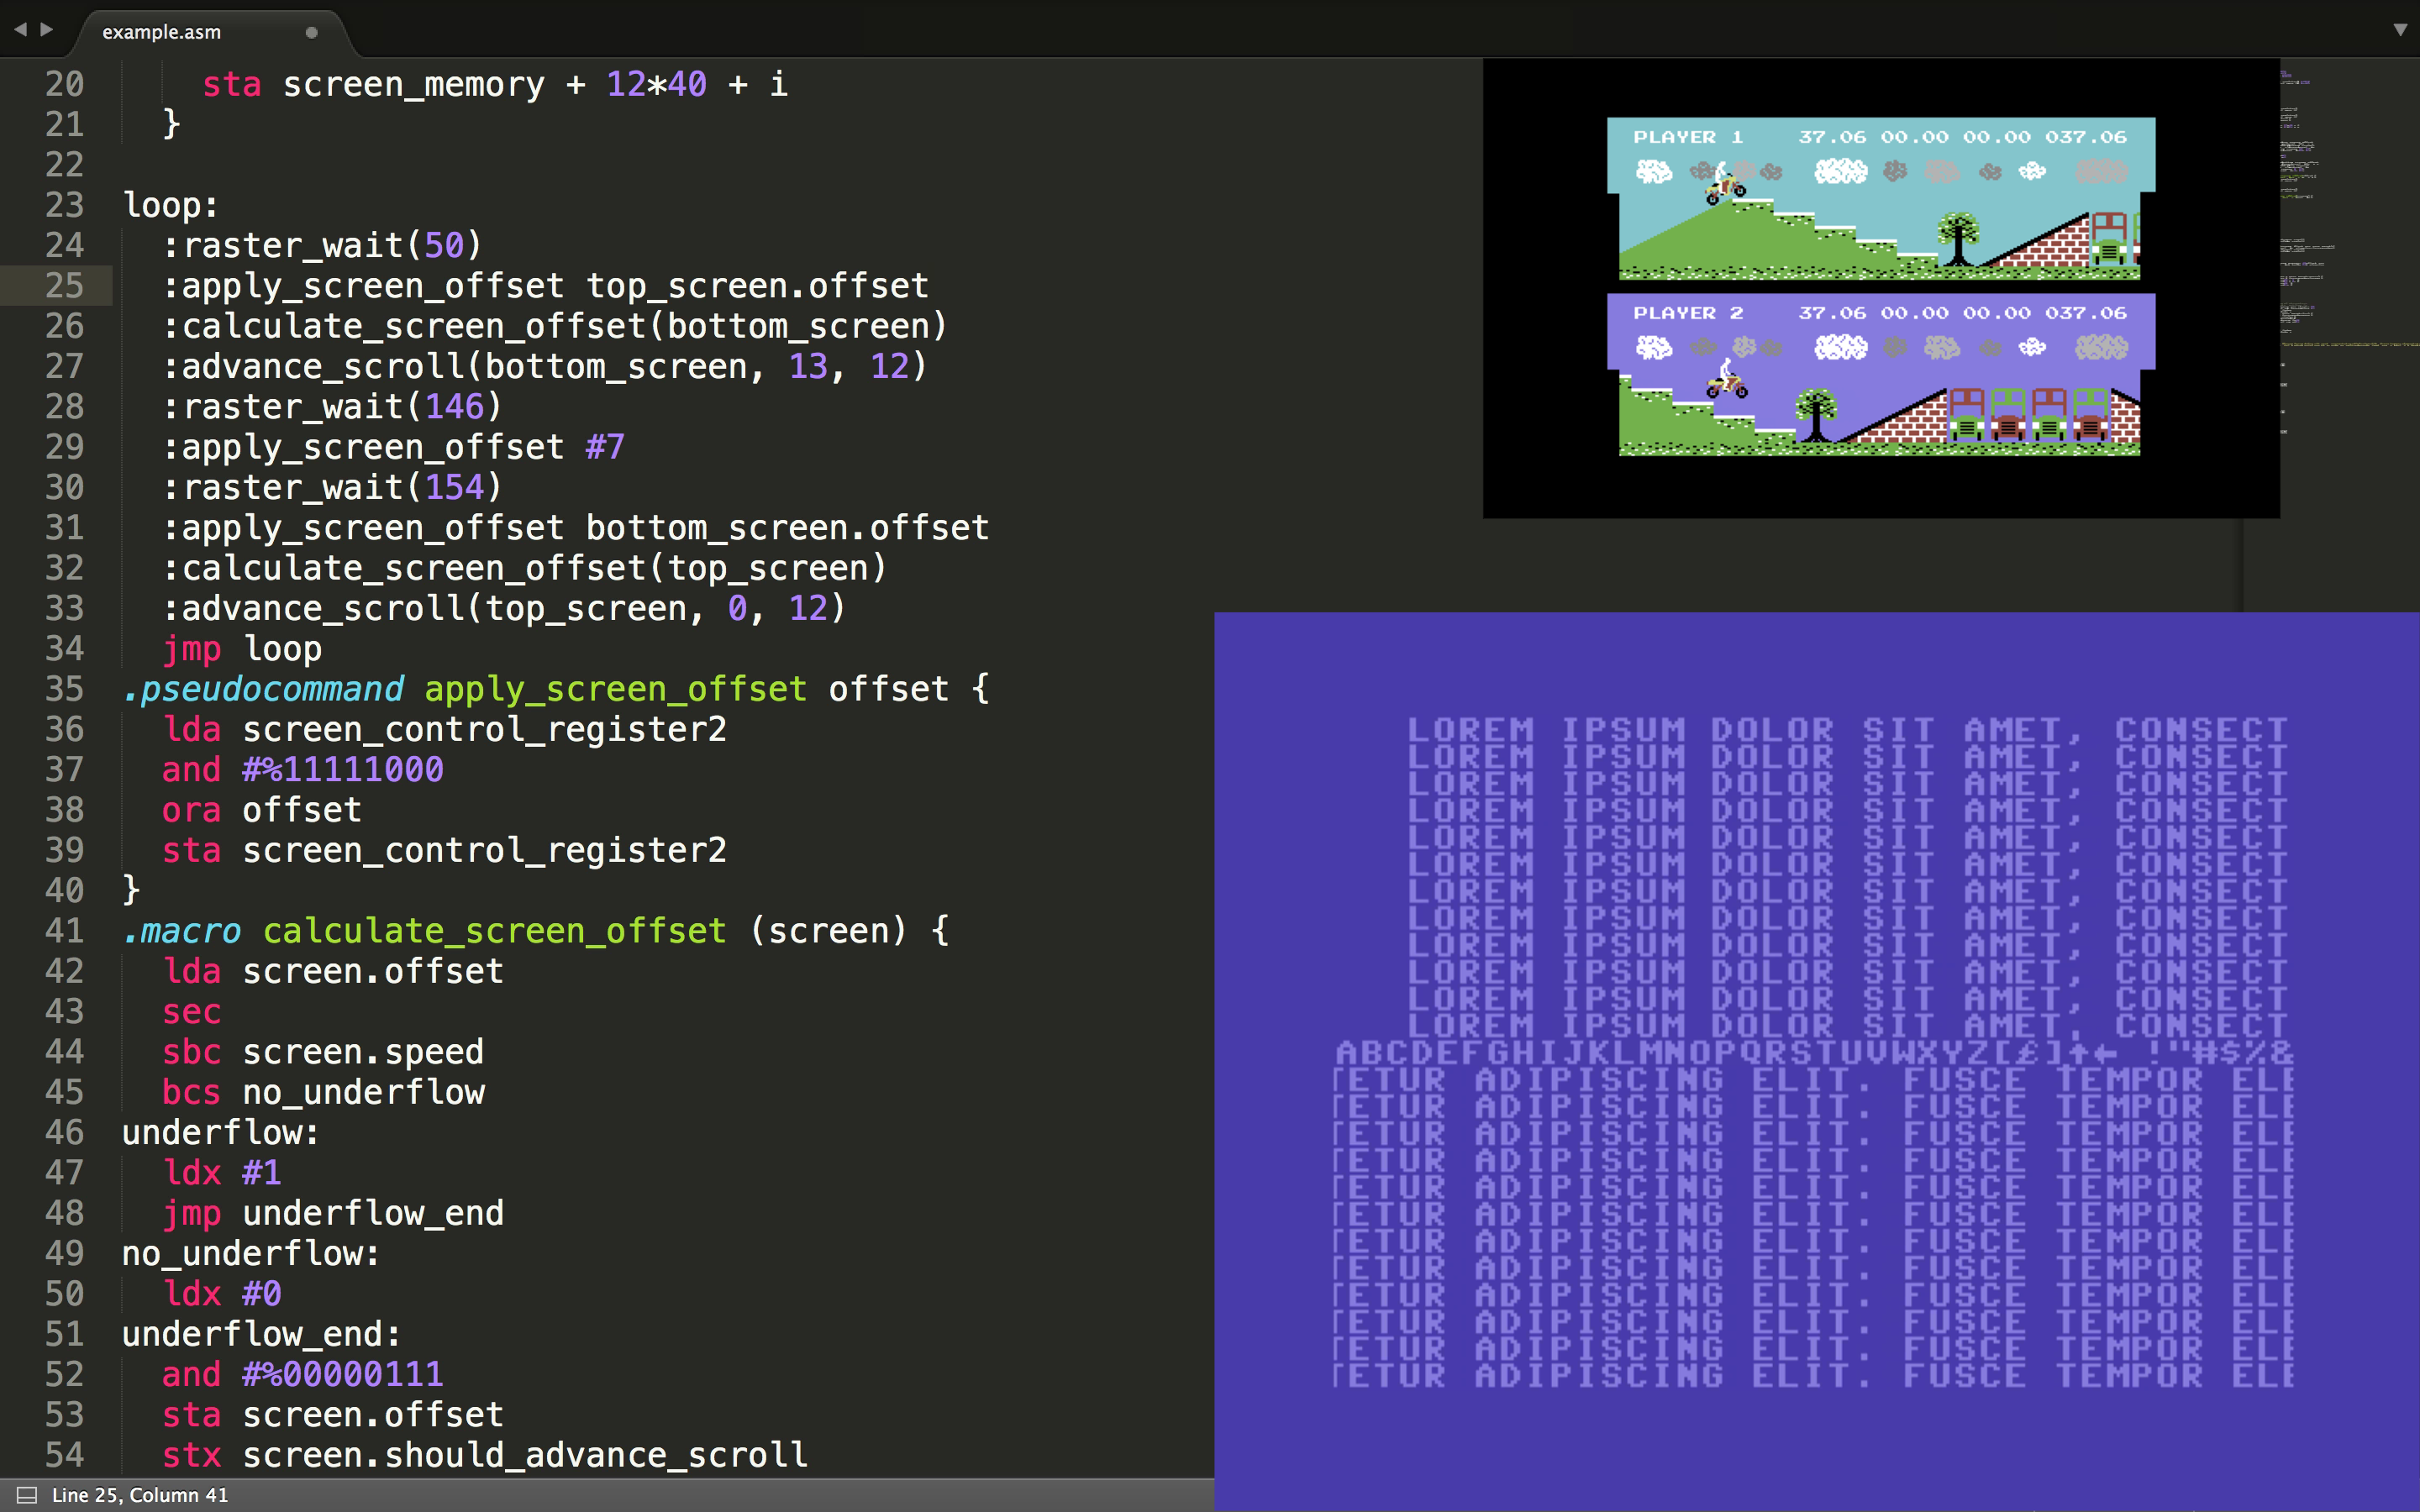 example.asm
20 sta screen_memory + 12*40 + i
21 }
22
23 loop:
24 :raster_wait(50)
25 :apply_screen_offset top_screen.offset
26 :calculate_screen_offset(bottom_screen)
27 :advance_scroll(bottom_screen, 13, 12)
28 :raster_wait(146)
29 :apply_screen_offset #7
30 :raster_wait(154)
31 :apply_screen_offset bottom_screen.offset
32 :calculate_screen_offset(top_screen)
33 :advance_scroll(top_screen, 0, 12)
34 jmp loop
35 .pseudocommand apply_screen_offset offset {
36 lda screen_control_register2
37 and #%11111000
38 ora offset
39 sta screen_control_register2
40 }
41 .macro calculate_screen_offset (screen) {
42 lda screen.offset
43 sec
44 sbc screen.speed
45 bcs no_underflow
46 underflow:
47 ldx #1
48 jmp underflow_end
49 no_underflow:
50 ldx #0
51 underflow_end:
52 and #%00000111
53 sta screen.offset
54 stx screen.should_advance_scroll
Line 25, Column 41
PLAYER 1 37.06 00.00 00.00 037.06
PLAYER 2 37.06 00.00 00.00 037.06
LOREM IPSUM DOLOR SIT AMET, CONSECT
LOREM IPSUM DOLOR SIT AMET, CONSECT
LOREM IPSUM DOLOR SIT AMET, CONSECT
LOREM IPSUM DOLOR SIT AMET, CONSECT
LOREM IPSUM DOLOR SIT AMET, CONSECT
LOREM IPSUM DOLOR SIT AMET, CONSECT
LOREM IPSUM DOLOR SIT AMET, CONSECT
LOREM IPSUM DOLOR SIT AMET, CONSECT
LOREM IPSUM DOLOR SIT AMET, CONSECT
LOREM IPSUM DOLOR SIT AMET, CONSECT
LOREM IPSUM DOLOR SIT AMET, CONSECT
LOREM IPSUM DOLOR SIT AMET, CONSECT
ABCDEFGHIJKLMNOPQRSTUVWXYZ[£]↑← !"#$%&
TETUR ADIPISCING ELIT. FUSCE TEMPOR ELE
TETUR ADIPISCING ELIT. FUSCE TEMPOR ELE
TETUR ADIPISCING ELIT. FUSCE TEMPOR ELE
TETUR ADIPISCING ELIT. FUSCE TEMPOR ELE
TETUR ADIPISCING ELIT. FUSCE TEMPOR ELE
TETUR ADIPISCING ELIT. FUSCE TEMPOR ELE
TETUR ADIPISCING ELIT. FUSCE TEMPOR ELE
TETUR ADIPISCING ELIT. FUSCE TEMPOR ELE
TETUR ADIPISCING ELIT. FUSCE TEMPOR ELE
TETUR ADIPISCING ELIT. FUSCE TEMPOR ELE
TETUR ADIPISCING ELIT. FUSCE TEMPOR ELE
TETUR ADIPISCING ELIT. FUSCE TEMPOR ELE